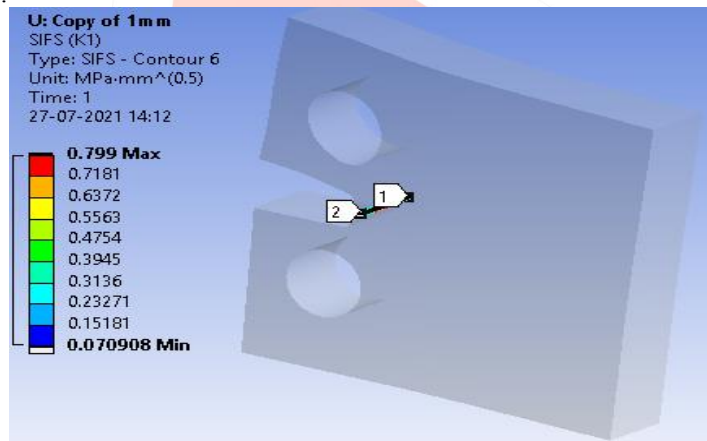 U: Copy of 1mm
SIFS (K1)
Type: SIFS - Contour 6
Unit: MPa·mm^(0.5)
Time: 1
27-07-2021 14:12
0.799 Max
0.7181
0.6372
0.5563
0.4754
0.3945
0.3136
0.23271
0.15181
0.070908 Min
1
2